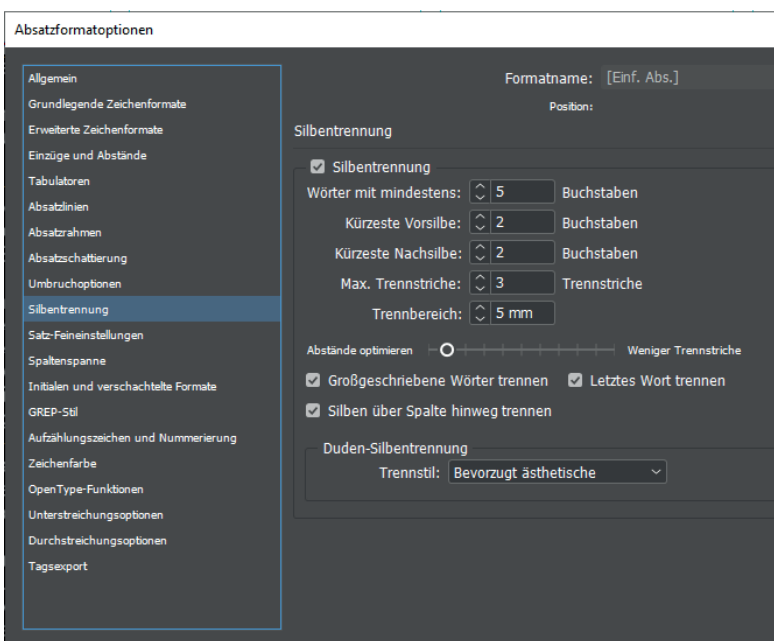 Absatzformatoptionen
Allgemein
Grundlegende Zeichenformate
Erweiterte Zeichenformate
Einzüge und Abstände
Tabulatoren
Absatzlinien
Absatzrahmen
Absatzschattierung
Umbruchoptionen
Silbentrennung
Satz-Feineinstellungen
Spaltenspanne
Initialen und verschachtelte Formate
GREP-Stil
Aufzählungszeichen und Nummerierung
Zeichenfarbe
OpenType-Funktionen
Unterstreichungsoptionen
Durchstreichungsoptionen
Tagsexport
Formatname: [Einf. Abs.]
Position:
Silbentrennung
Silbentrennung
Wörter mit mindestens: 5 Buchstaben
Kürzeste Vorsilbe: 2 Buchstaben
Kürzeste Nachsilbe: 2 Buchstaben
Max. Trennstriche: 3 Trennstriche
Trennbereich: 5 mm
Abstände optimieren Weniger Trennstriche
Großgeschriebene Wörter trennen Letztes Wort trennen
Silben über Spalte hinweg trennen
Duden-Silbentrennung
Trennstil: Bevorzugt ästhetische